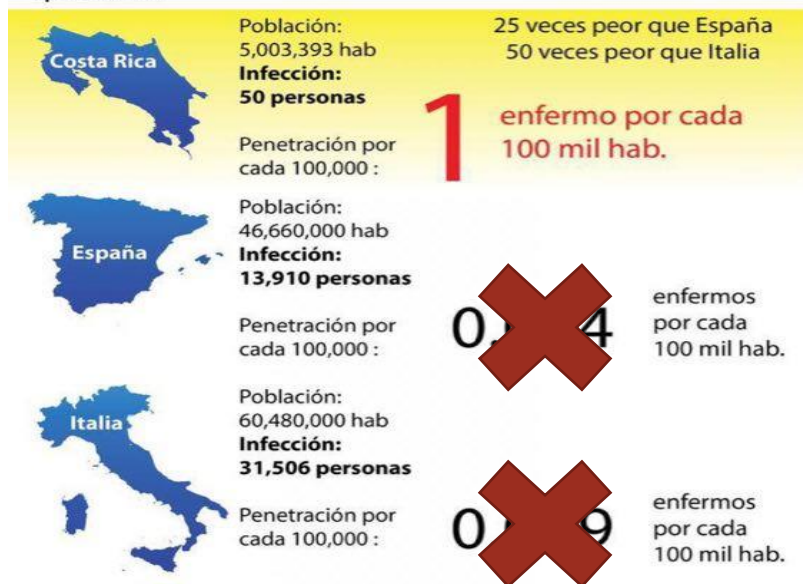 Costa Rica
Población:
5,003,393 hab
Infección:
50 personas
Penetración por
cada 100,000 :
25 veces peor que España
50 veces peor que Italia
1
enfermo por cada
100 mil hab.
España
Población:
46,660,000 hab
Infección:
13,910 personas
Penetración por
cada 100,000 :
enfermos
por cada
100 mil hab.
Italia
Población:
60,480,000 hab
Infección:
31,506 personas
Penetración por
cada 100,000 :
enfermos
por cada
100 mil hab.